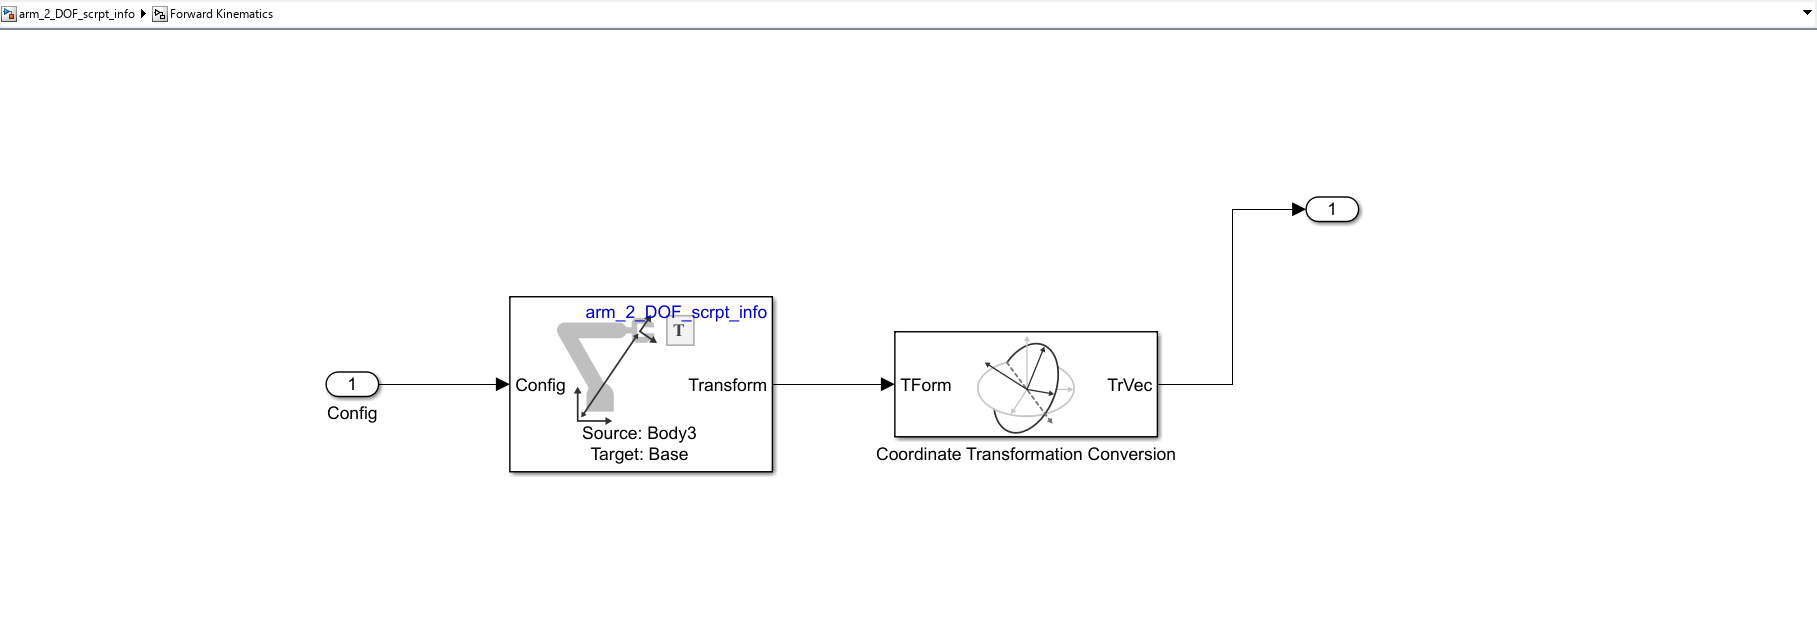 arm_2_DOF_scrpt_info Forward Kinematics
1
Config
arm_2_DOF_scrpt_info
T
Config
Transform
Source: Body3
Target: Base
TForm
TrVec
Coordinate Transformation Conversion
1